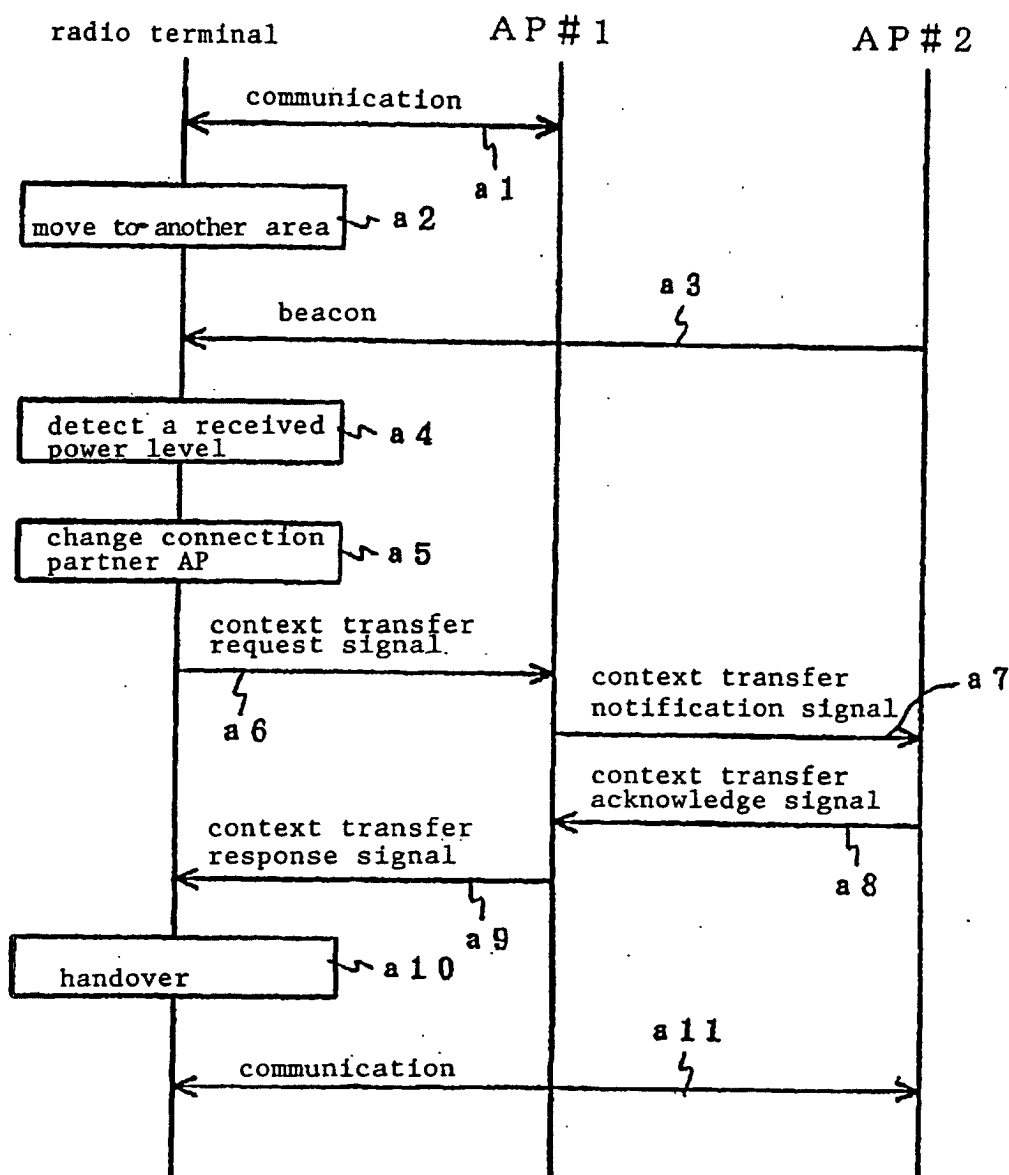 radio terminal
AP#1
AP#2
communication
a1
move to another area
a2
a3
beacon
detect a received
power level
a4
change connection
partner AP
a5
context transfer
request signal
a6
context transfer
notification signal
a7
context transfer
acknowledge signal
a8
context transfer
response signal
a9
handover
a10
a11
communication